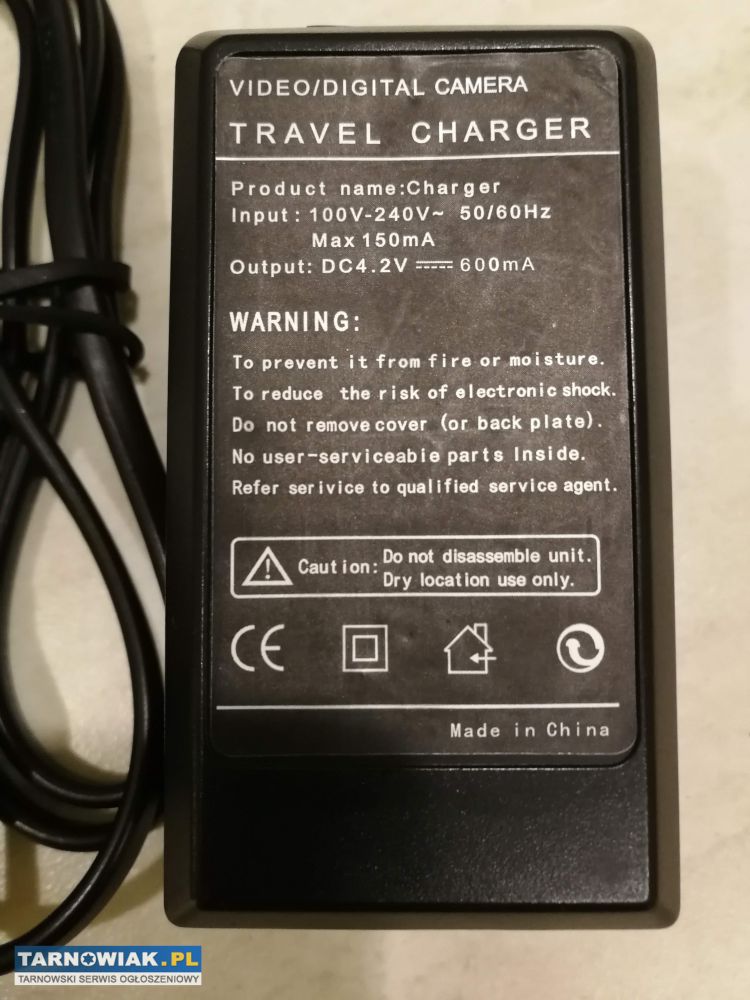 VIDEO/DIGITAL CAMERA
TRAVEL CHARGER
Product name:Charger
Input: 100V-240V~ 50/60Hz
Max 150mA
Output: DC4.2V ⎓ 600mA
WARNING:
To prevent it from fire or moisture.
To reduce the risk of electronic shock.
Do not remove cover (or back plate).
No user-serviceabie parts Inside.
Refer serivice to qualified service agent.
Caution: Do not disassemble unit.
Dry location use only.
CE
Made in China
TARNOWIAK.PL
TARNOWSKI SERWIS OGŁOSZENIOWY